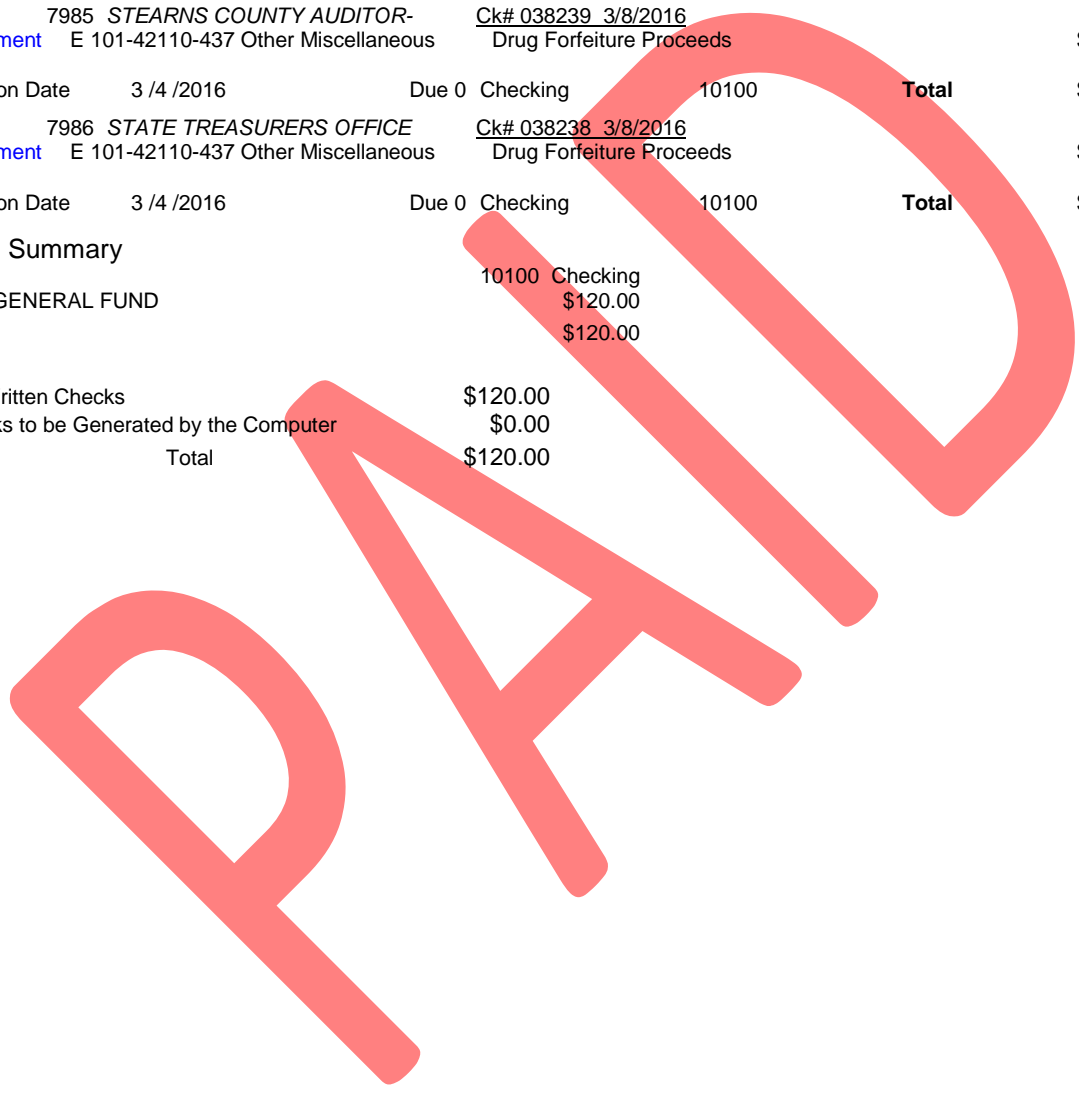 7985 STEARNS COUNTY AUDITOR- Ck# 038239 3/8/2016
ment E 101-42110-437 Other Miscellaneous Drug Forfeiture Proceeds $
on Date 3 /4 /2016 Due 0 Checking 10100 Total $
7986 STATE TREASURERS OFFICE Ck# 038238 3/8/2016
ment E 101-42110-437 Other Miscellaneous Drug Forfeiture Proceeds $
on Date 3 /4 /2016 Due 0 Checking 10100 Total $
Summary
10100 Checking
GENERAL FUND $120.00
$120.00
ritten Checks $120.00
ks to be Generated by the Computer $0.00
Total $120.00
PAID